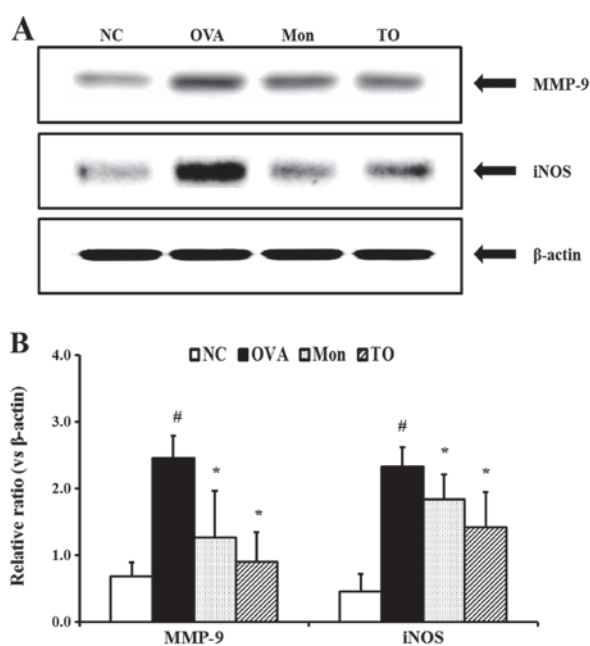 A
NC OVA Mon TO
MMP-9
iNOS
β-actin
B
4.0
NC OVA Mon TO
3.0
2.0
1.0
0.0
Relative ratio (vs β-actin)
# * * # * *
MMP-9 iNOS